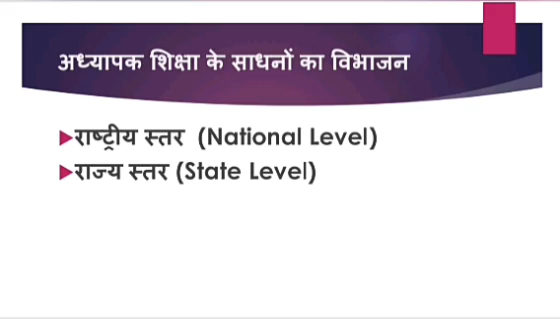 अध्यापक शिक्षा के साधनों का विभाजन
राष्ट्रीय स्तर (National Level)
राज्य स्तर (State Level)